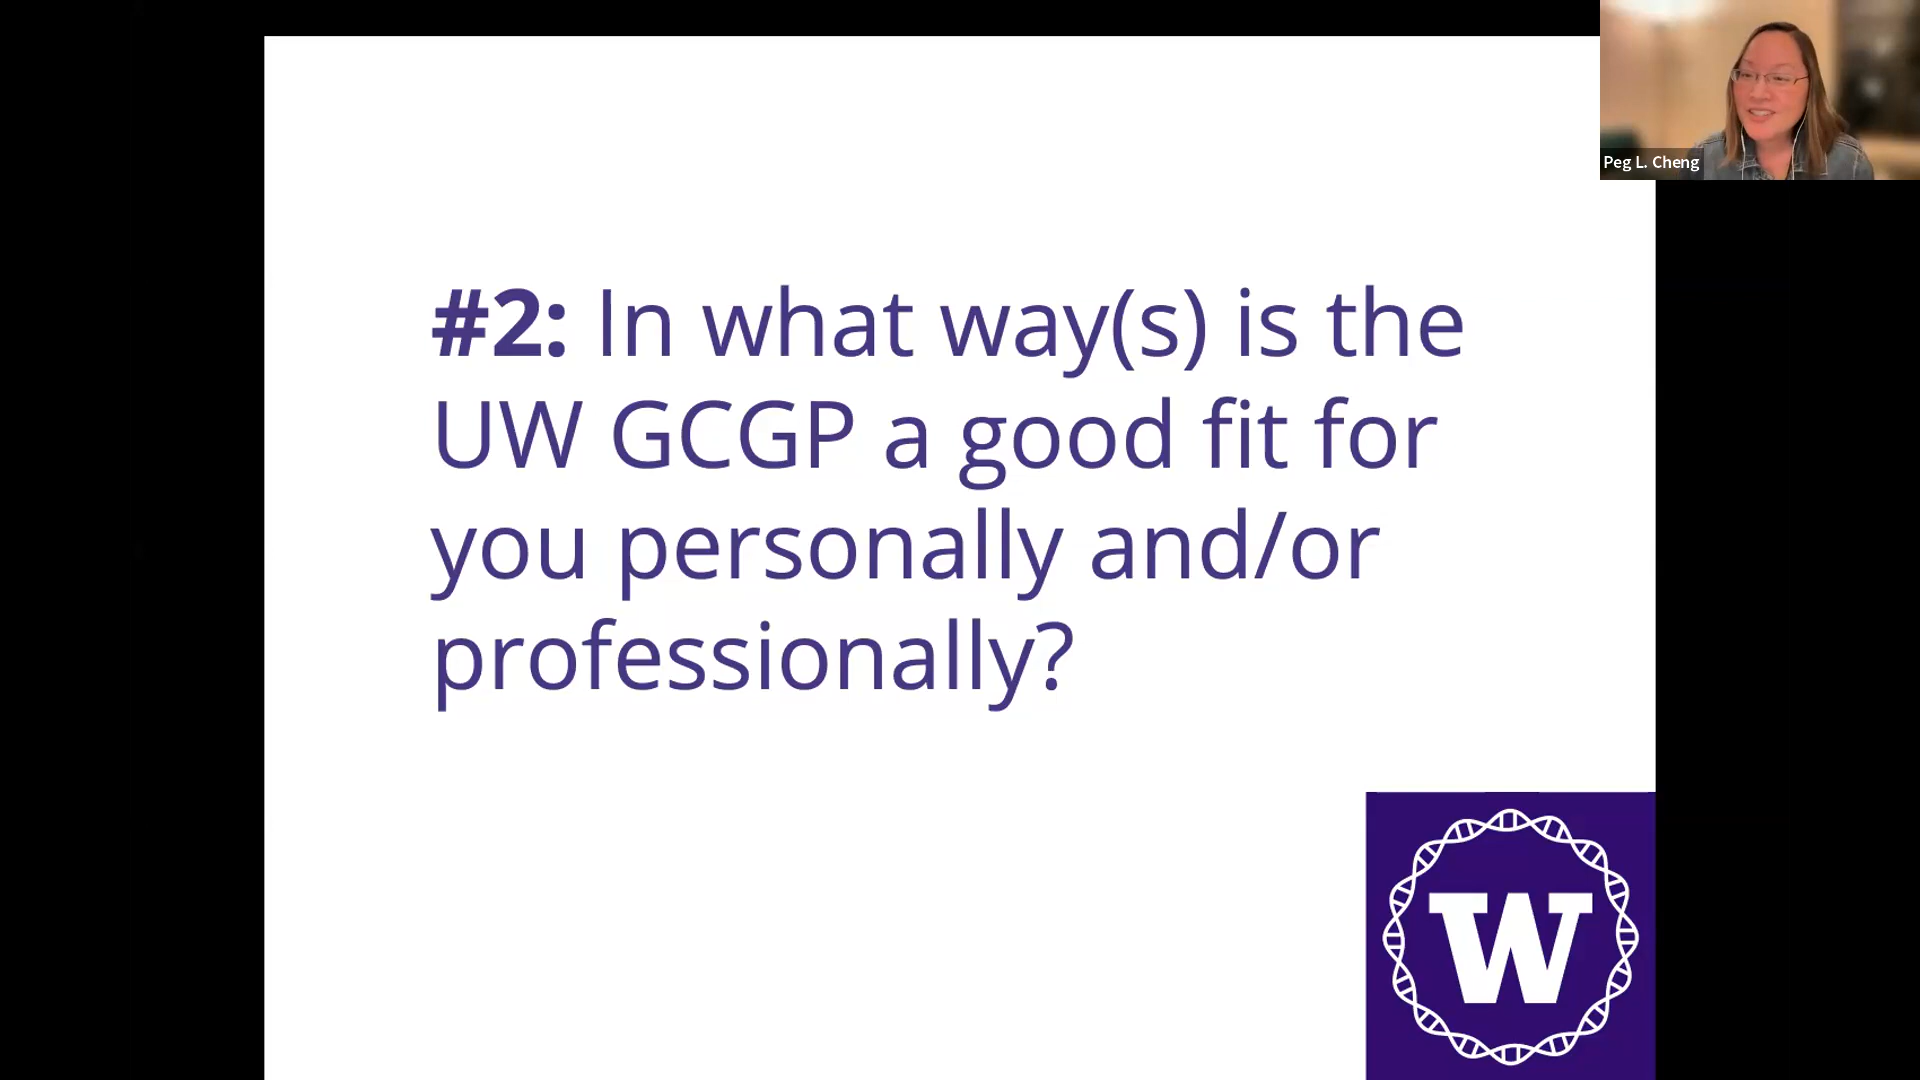 #2: In what way(s) is the
UW GCGP a good fit for
you personally and/or
professionally?
Peg L. Cheng
W